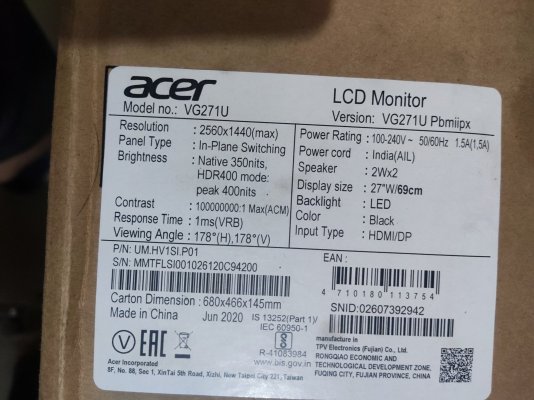 acer
LCD Monitor
Model no.: VG271U
Version: VG271U Pbmiipx
Resolution : 2560x1440(max)
Panel Type : In-Plane Switching
Brightness : Native 350nits,
HDR400 mode:
peak 400nits
Contrast : 100000000:1 Max(ACM)
Response Time : 1ms(VRB)
Viewing Angle : 178°(H),178°(V)
Power Rating : 100-240V~ 50/60Hz 1.5A(1,5A)
Power cord : India(AIL)
Speaker : 2Wx2
Display size : 27"W/69cm
Backlight : LED
Color : Black
Input Type : HDMI/DP
P/N: UM.HV1SI.P01
S/N: MMTFLSI001026120C94200
EAN :
4 710180 113754
SNID:02607392942
Carton Dimension : 680x466x145mm
Made in China Jun 2020
IS 13252(Part 1)/
IEC 60950-1
R-41083984
www.bis.gov.in
V EAC
Acer Incorporated
8F, No. 88, Sec 1, XinTai 5th Road, Xizhi, New Taipei City 221, Taiwan
manufacture in
TPV Electronics (Fujian) Co., Ltd.
RONGQIAO ECONOMIC AND
TECHNOLOGICAL DEVELOPMENT ZONE,
FUQING CITY, FUJIAN PROVINCE, CHINA